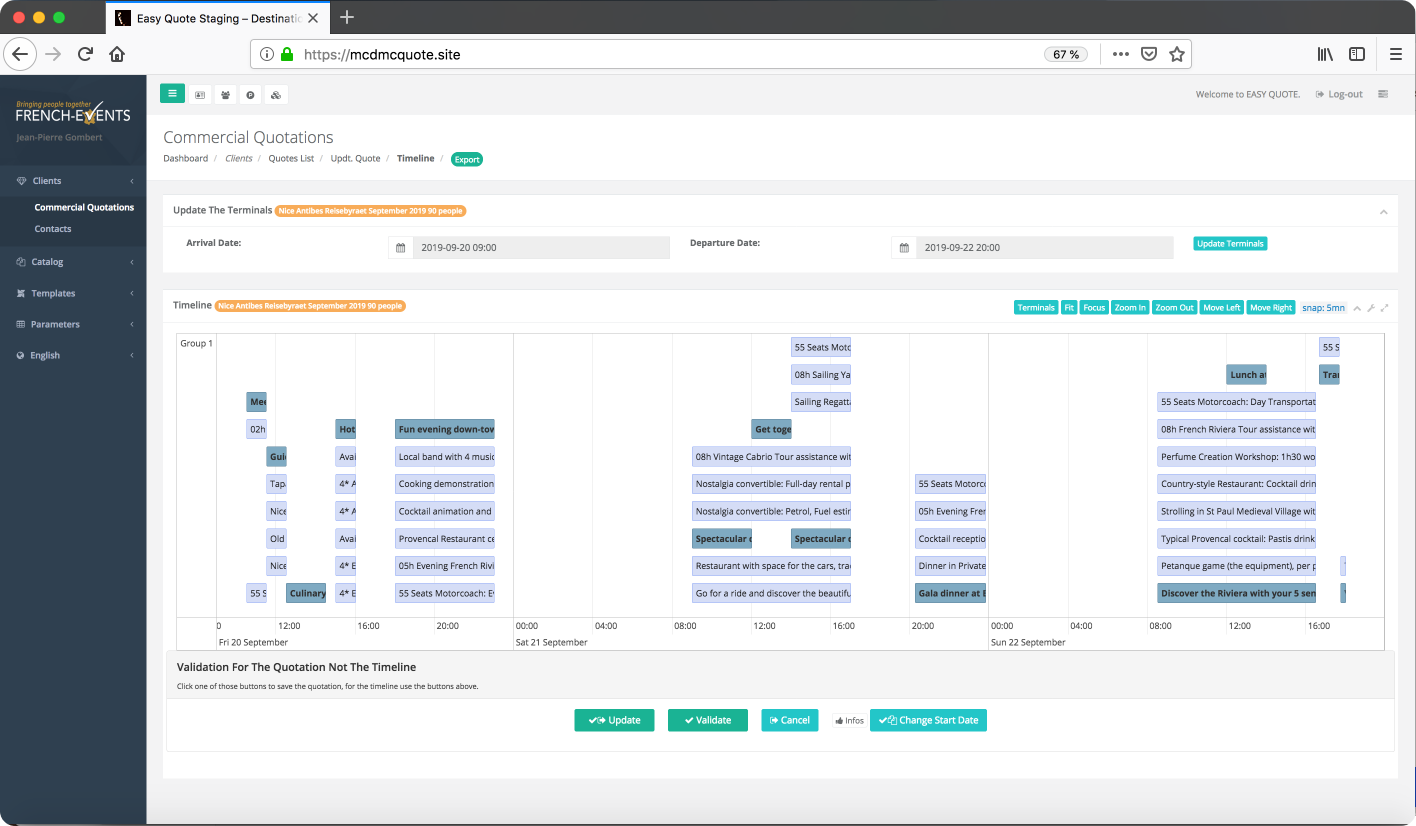 Easy Quote Staging – Destinatio
https://mcdmcquote.site
67 %
Bringing people together
FRENCH-EVENTS
Jean-Pierre Gombert
Clients
Commercial Quotations
Contacts
Catalog
Templates
Parameters
English
Welcome to EASY QUOTE.
Log-out
Commercial Quotations
Dashboard / Clients / Quotes List / Updt. Quote / Timeline / Export
Update The Terminals Nice Antibes Reisebyraet September 2019 90 people
Arrival Date:
2019-09-20 09:00
Departure Date:
2019-09-22 20:00
Update Terminals
Timeline Nice Antibes Reisebyraet September 2019 90 people
Terminals Fit Focus Zoom In Zoom Out Move Left Move Right snap: 5mn
Group 1
55 Seats Moto
55 S
08h Sailing Ya
Lunch a
Tra
Mee
Sailing Regatta
55 Seats Motorcoach: Day Transportat
02h
Hot
Fun evening down-tow
Get toge
08h French Riviera Tour assistance wit
Gui
Avai
Local band with 4 music
08h Vintage Cabrio Tour assistance wit
Perfume Creation Workshop: 1h30 wo
Tap
4* A
Cooking demonstration
Nostalgia convertible: Full-day rental p
55 Seats Motorc
Country-style Restaurant: Cocktail drin
Nice
4* A
Cocktail animation and
Nostalgia convertible: Petrol, Fuel estir
05h Evening Fren
Strolling in St Paul Medieval Village wit
Old
Avai
Provencal Restaurant ce
Spectacular c
Spectacular c
Cocktail receptio
Typical Provencal cocktail: Pastis drink
Nice
4* E
05h Evening French Rivi
Restaurant with space for the cars, tra
Dinner in Private
Petanque game (the equipment), per p
55 S
Culinary
4* E
55 Seats Motorcoach: E
Go for a ride and discover the beautifu
Gala dinner at E
Discover the Riviera with your 5 sen
0 12:00 16:00 20:00 00:00 04:00 08:00 12:00 16:00 20:00 00:00 04:00 08:00 12:00 16:00
Fri 20 September Sat 21 September Sun 22 September
Validation For The Quotation Not The Timeline
Click one of those buttons to save the quotation, for the timeline use the buttons above.
Update Validate Cancel Infos Change Start Date